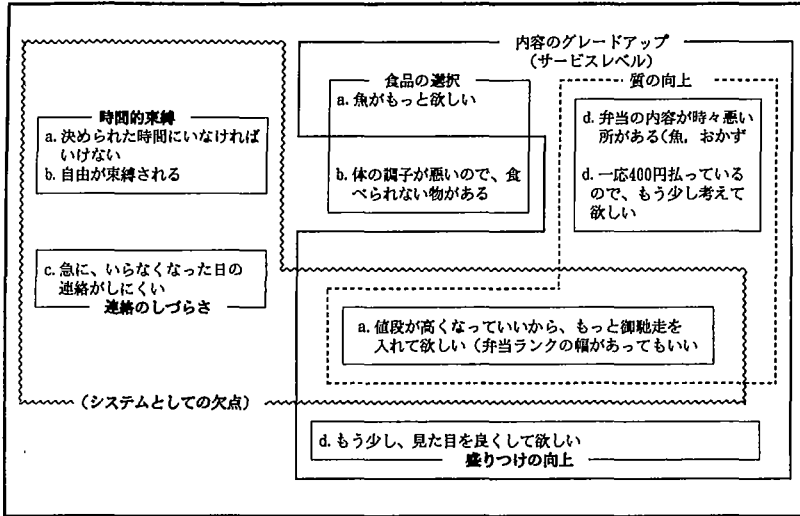 内容のグレードアップ
(サービスレベル)
食品の選択
a. 魚がもっと欲しい
b. 体の調子が悪いので、食
べられない物がある
質の向上
d. 弁当の内容が時々悪い
所がある(魚, おかず
d. 一応400円払っている
ので、もう少し考えて
欲しい
時間的束縛
a. 決められた時間にいなければ
いけない
b. 自由が束縛される
c. 急に、いらなくなった日の
連絡がしにくい
連絡のしづらさ
a. 値段が高くなっていいから、もっと御馳走を
入れて欲しい (弁当ランクの幅があってもいい
(システムとしての欠点)
d. もう少し、見た目を良くして欲しい
盛りつけの向上